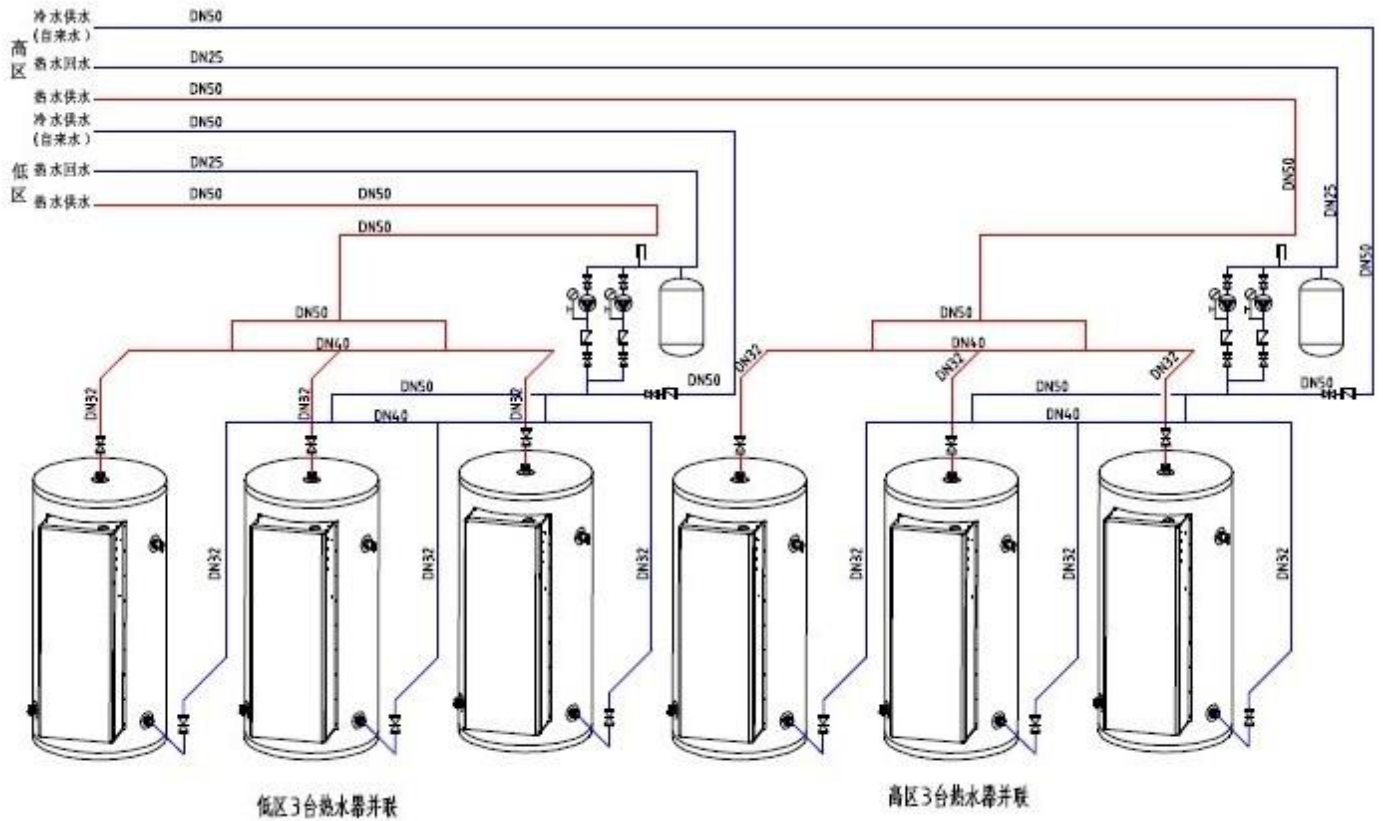 冷水供水 DN50
(自来水)
高区
热水回水 DN25
热水供水 DN50
冷水供水 DN50
(自来水)
低区
热水回水 DN25
热水供水 DN50 DN50
DN50
DN50
DN25
DN50
DN50
DN40
DN50
DN40
DN32
DN32
DN32
DN50
DN40
DN50
DN32
DN32
DN32
DN50
DN40
DN50
DN32
DN32
DN32
DN32
DN32
DN32
低区3台热水器并联
高区3台热水器并联